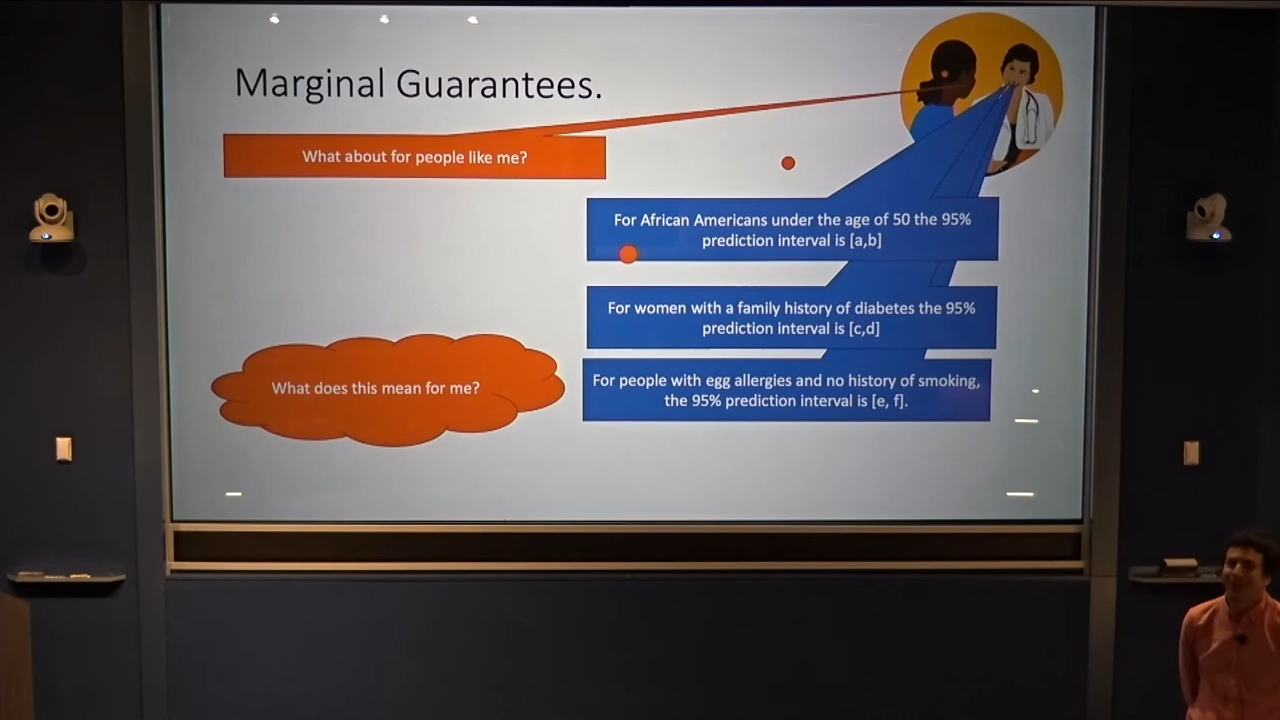 Marginal Guarantees.
What about for people like me?
For African Americans under the age of 50 the 95%
prediction interval is [a,b]
For women with a family history of diabetes the 95%
prediction interval is [c,d]
What does this mean for me?
For people with egg allergies and no history of smoking,
the 95% prediction interval is [e, f].